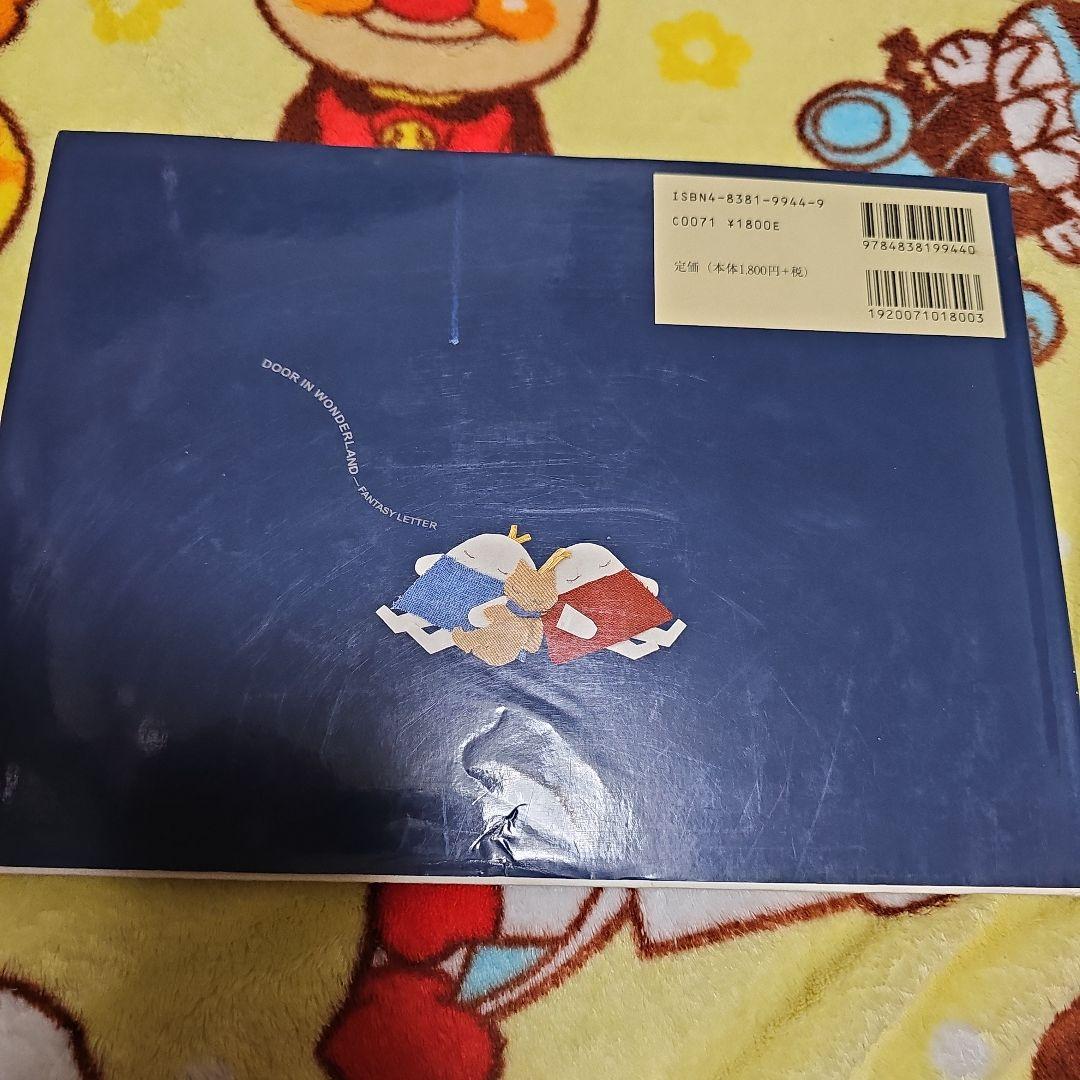 ISBN4-8381-9944-9
C0071 ¥1800E
定価（本体1,800円+税）
9784838199440
1920071018003
DOOR IN WONDERLAND — FANTASY LETTER